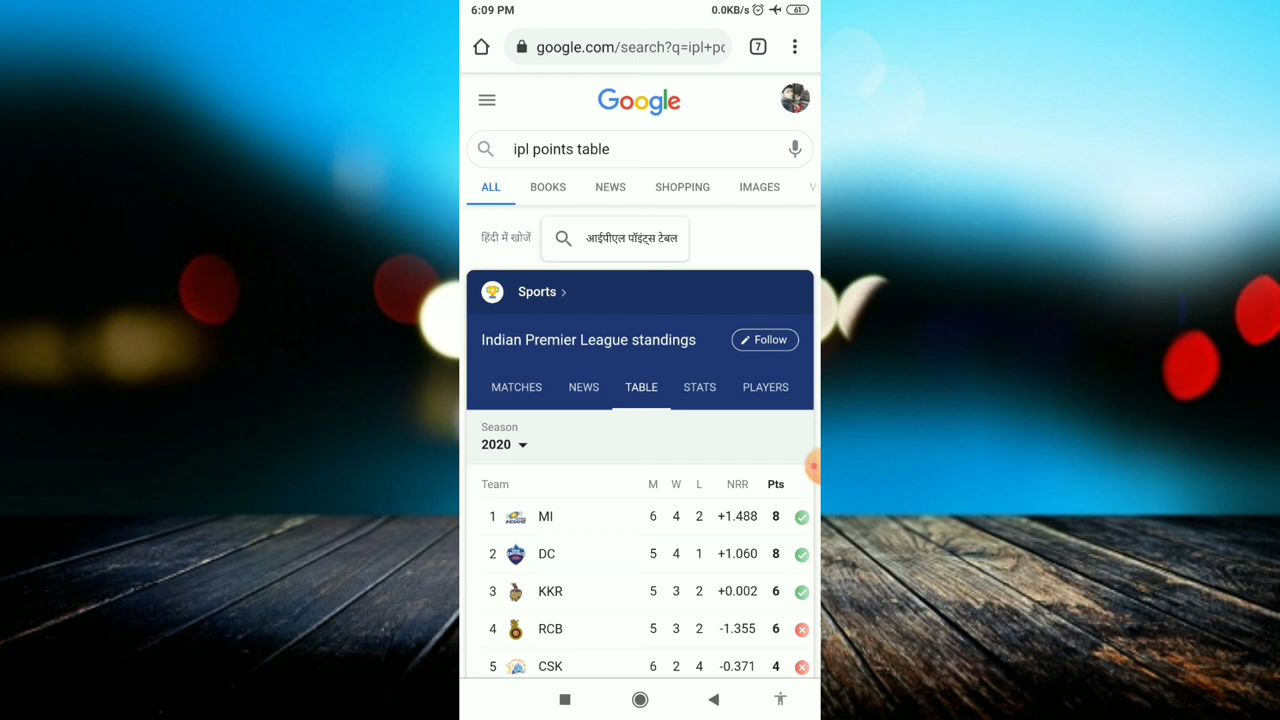 6:09 PM 0.0KB/s 61
google.com/search?q=ipl+pc 7
Google
ipl points table
ALL BOOKS NEWS SHOPPING IMAGES V
हिंदी में खोजें आईपीएल पॉइंट्स टेबल
Sports
Indian Premier League standings Follow
MATCHES NEWS TABLE STATS PLAYERS
Season
2020
Team M W L NRR Pts
1 MI 6 4 2 +1.488 8
2 DC 5 4 1 +1.060 8
3 KKR 5 3 2 +0.002 6
4 RCB 5 3 2 -1.355 6
5 CSK 6 2 4 -0.371 4